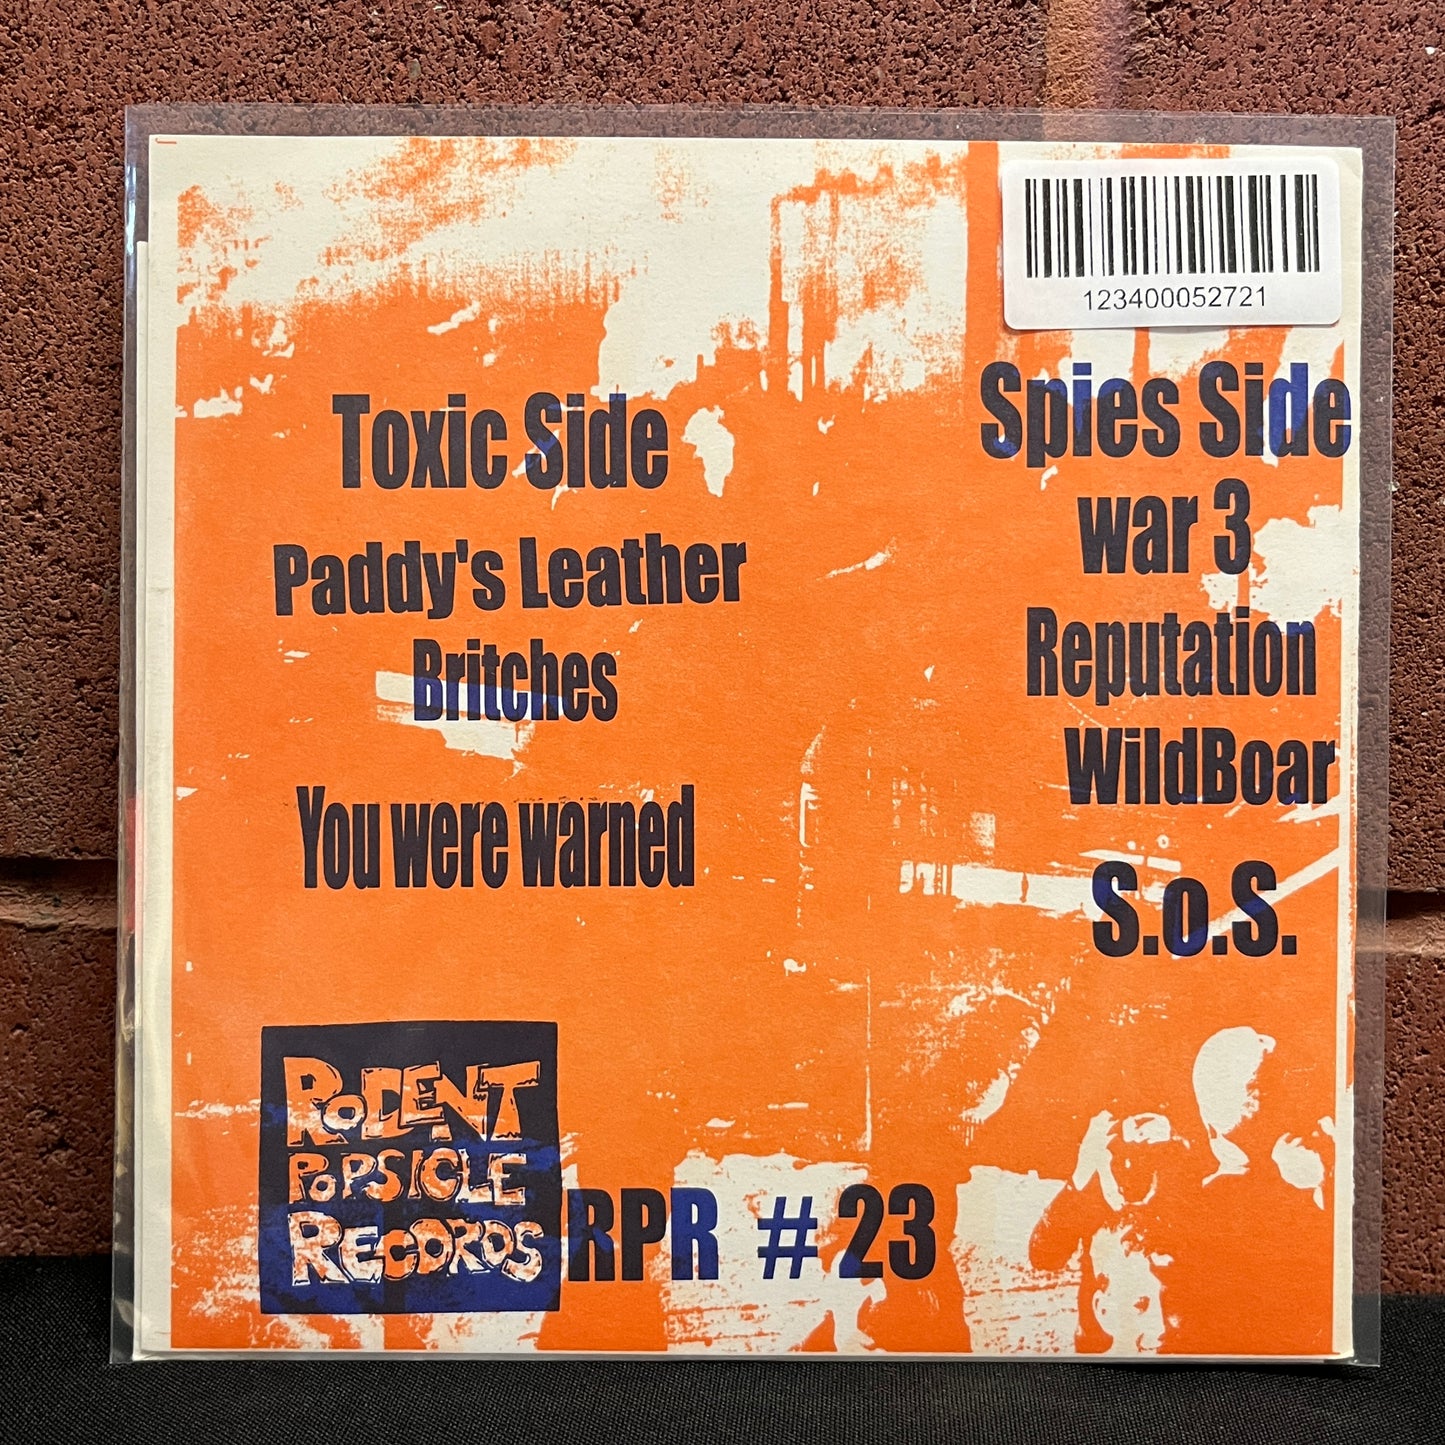 123400052721
Toxic Side
Paddy's Leather
Britches
You were warned
Spies Side
war 3
Reputation
WildBoar
S.o.S.
RODENT
POPSICLE
RECORDS
RPR # 23